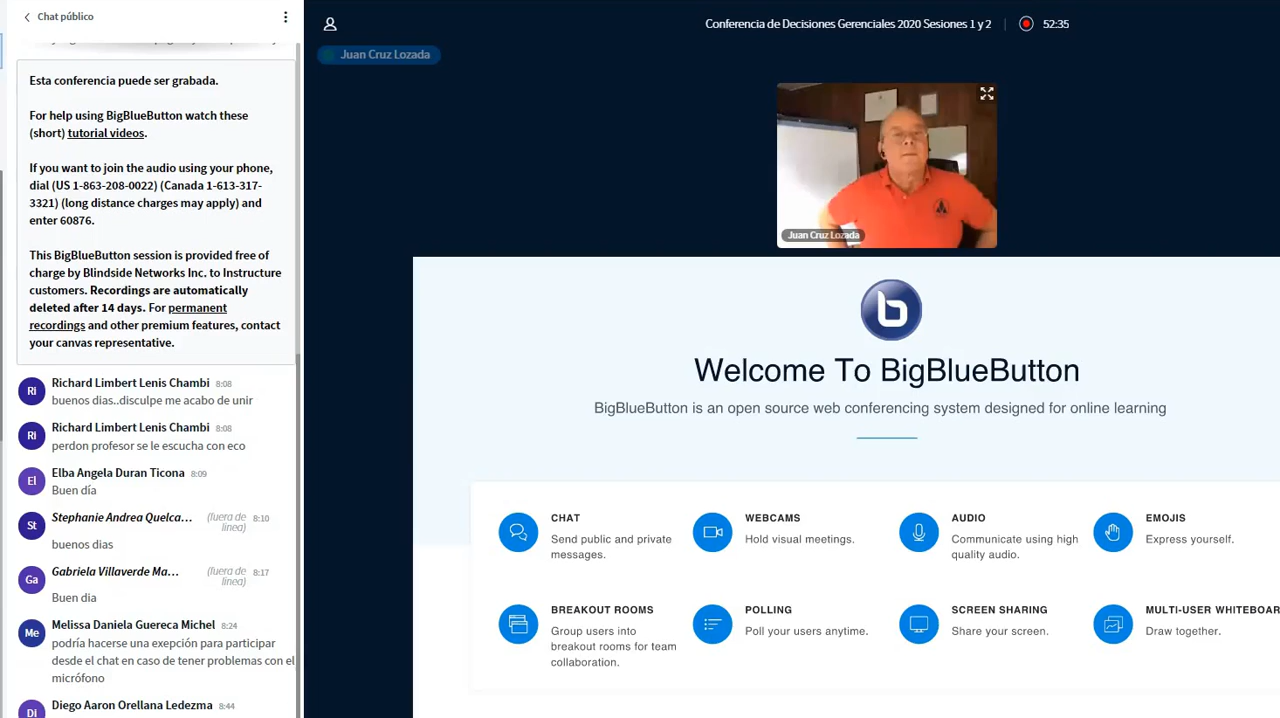 Chat público
Conferencia de Decisiones Gerenciales 2020 Sesiones 1 y 2
52:35
Juan Cruz Lozada
Esta conferencia puede ser grabada.
For help using BigBlueButton watch these
(short) tutorial videos.
If you want to join the audio using your phone,
dial (US 1-863-208-0022) (Canada 1-613-317-
3321) (long distance charges may apply) and
enter 60876.
This BigBlueButton session is provided free of
charge by Blindside Networks Inc. to Instructure
customers. Recordings are automatically
deleted after 14 days. For permanent
recordings and other premium features, contact
your canvas representative.
Ri
Richard Limbert Lenis Chambi 8:08
buenos dias..disculpe me acabo de unir
Ri
Richard Limbert Lenis Chambi 8:08
perdon profesor se le escucha con eco
El
Elba Angela Duran Ticona 8:09
Buen día
St
Stephanie Andrea Quelca... (fuera de línea) 8:10
buenos dias
Ga
Gabriela Villaverde Ma... (fuera de línea) 8:17
Buen dia
Me
Melissa Daniela Guereca Michel 8:24
podría hacerse una exepción para participar
desde el chat en caso de tener problemas con el
micrófono
Di
Diego Aaron Orellana Ledezma 8:44
Juan Cruz Lozada
b
Welcome To BigBlueButton
BigBlueButton is an open source web conferencing system designed for online learning
CHAT
Send public and private
messages.
WEBCAMS
Hold visual meetings.
AUDIO
Communicate using high
quality audio.
EMOJIS
Express yourself.
BREAKOUT ROOMS
Group users into
breakout rooms for team
collaboration.
POLLING
Poll your users anytime.
SCREEN SHARING
Share your screen.
MULTI-USER WHITEBOAR
Draw together.